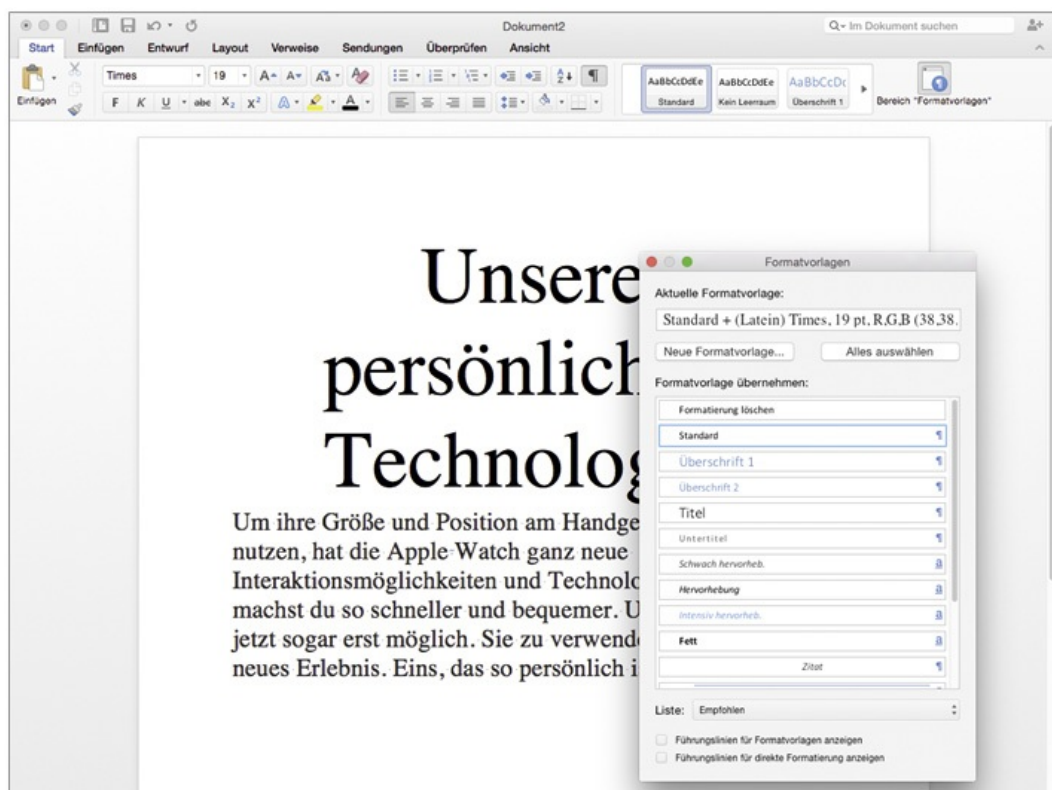 Dokument2
Im Dokument suchen
Start Einfügen Entwurf Layout Verweise Sendungen Überprüfen Ansicht
Einfügen
Times 19
F K U abc X₂ X²
AaBbCcDdEe AaBbCcDdEe AaBbCcDc
Standard Kein Leerraum Überschrift 1
Bereich "Formatvorlagen"
Unsere
persönlich
Technolog
Um ihre Größe und Position am Handge
nutzen, hat die Apple Watch ganz neue
Interaktionsmöglichkeiten und Technolo
machst du so schneller und bequemer. U
jetzt sogar erst möglich. Sie zu verwende
neues Erlebnis. Eins, das so persönlich i
Formatvorlagen
Aktuelle Formatvorlage:
Standard + (Latein) Times, 19 pt, R,G,B (38,38,
Neue Formatvorlage... Alles auswählen
Formatvorlage übernehmen:
Formatierung löschen
Standard
Überschrift 1
Überschrift 2
Titel
Untertitel
Schwach hervorheb.
Hervorhebung
Intensiv hervorheb.
Fett
Zitat
Liste: Empfohlen
Führungslinien für Formatvorlagen anzeigen
Führungslinien für direkte Formatierung anzeigen